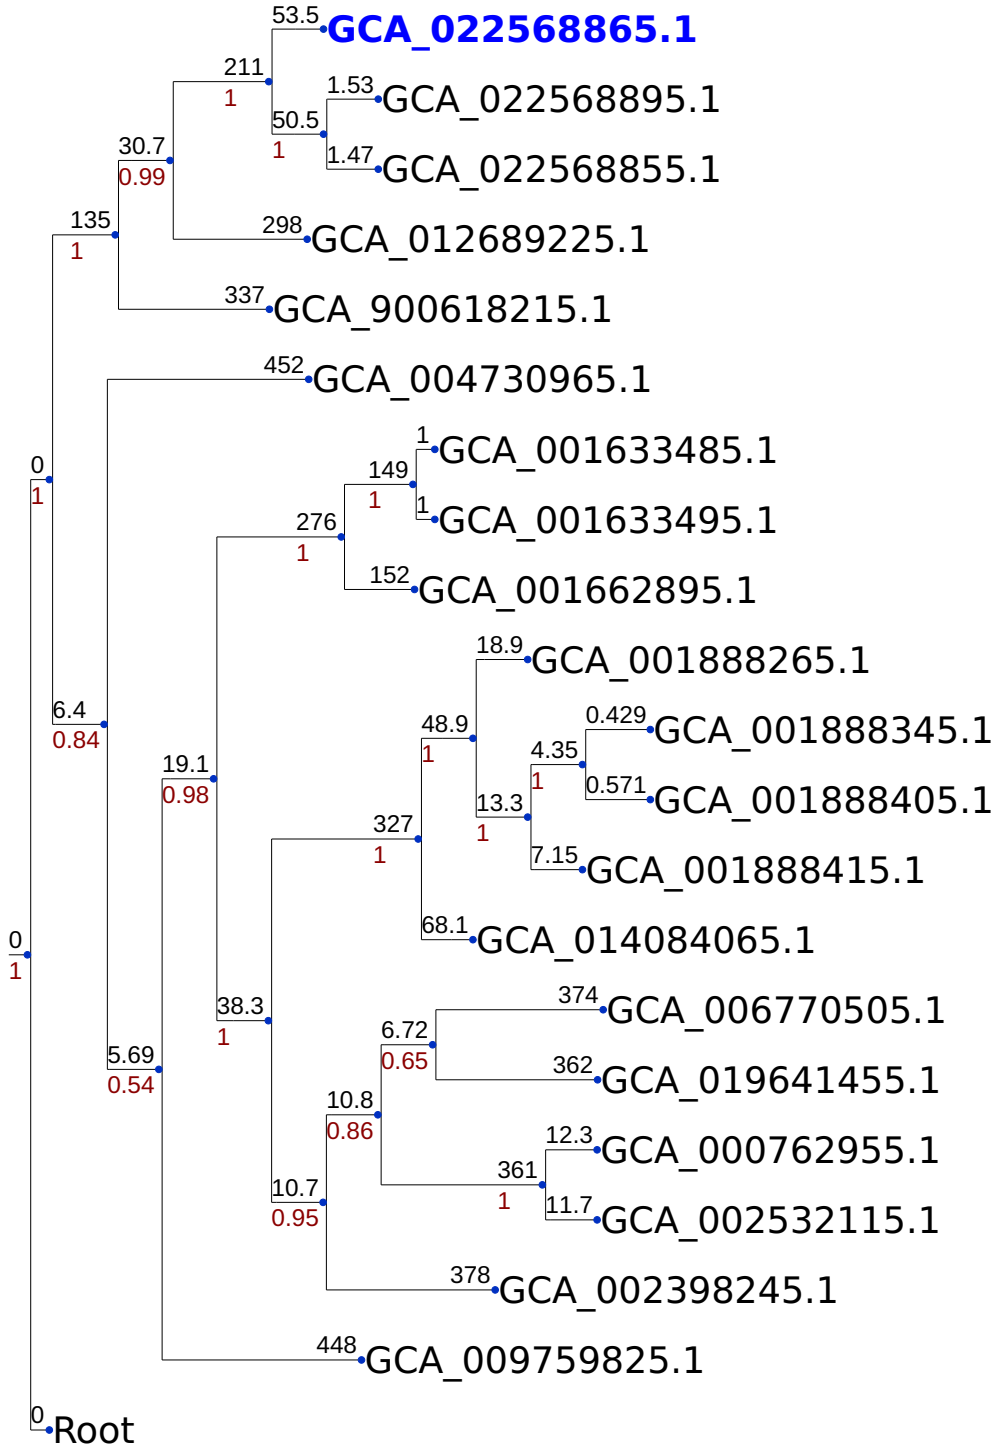 53.5
GCA_022568865.1
211
1
1.53
GCA_022568895.1
50.5
1
1.47
GCA_022568855.1
30.7
0.99
298
GCA_012689225.1
135
1
337
GCA_900618215.1
452
GCA_004730965.1
1
GCA_001633485.1
149
1
0
1
1
GCA_001633495.1
276
1
152
GCA_001662895.1
18.9
GCA_001888265.1
6.4
0.84
48.9
1
0.429
GCA_001888345.1
4.35
1
19.1
0.98
0.571
GCA_001888405.1
13.3
1
327
1
7.15
GCA_001888415.1
68.1
GCA_014084065.1
0
1
374
GCA_006770505.1
38.3
1
6.72
0.65
5.69
0.54
362
GCA_019641455.1
10.8
0.86
12.3
GCA_000762955.1
361
1
10.7
0.95
11.7
GCA_002532115.1
378
GCA_002398245.1
448
GCA_009759825.1
0
Root